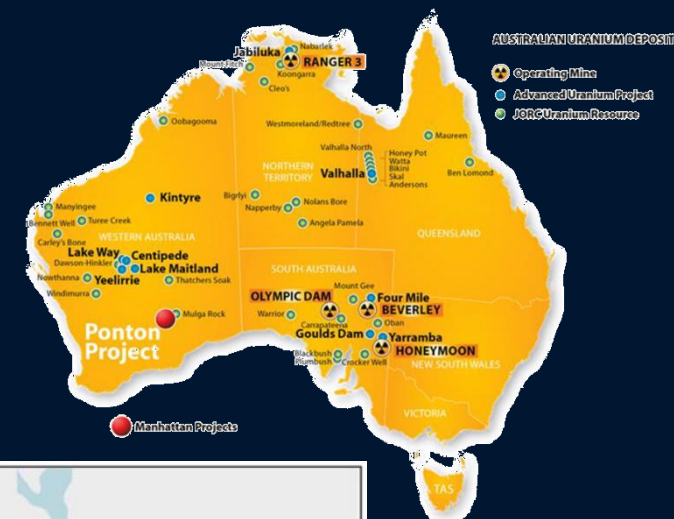 AUSTRALIAN URANIUM DEPOSIT
Operating Mine
Advanced Uranium Project
JORC Uranium Resource
Jabiluka
Nabarlek
RANGER 3
Mount Fitch
Koongarra
Cleo's
Oobagooma
Westmoreland/Redtree
Maureen
Valhalla North
Honey Pot
Watta
Bikini
Skal
Andersons
Valhalla
Ben Lomond
NORTHERN
TERRITORY
Kintyre
Bigrlyi
Nolans Bore
Napperby
Angela Pamela
Manyingee
Bennett Well
Turee Creek
Carley's Bone
WESTERN AUSTRALIA
QUEENSLAND
Lake Way
Centipede
Dawson-Hinkler
Lake Maitland
Nowthanna
Yeelirrie
Thatchers Soak
Windimurra
SOUTH AUSTRALIA
Mount Gee
OLYMPIC DAM
Four Mile
BEVERLEY
Warrior
Carrapateena
Oban
Goulds Dam
Yarramba
HONEYMOON
Mulga Rock
Ponton
Project
Blackbush
Plumbush
Crocker Well
NEW SOUTH WALES
VICTORIA
Manhattan Projects
TAS